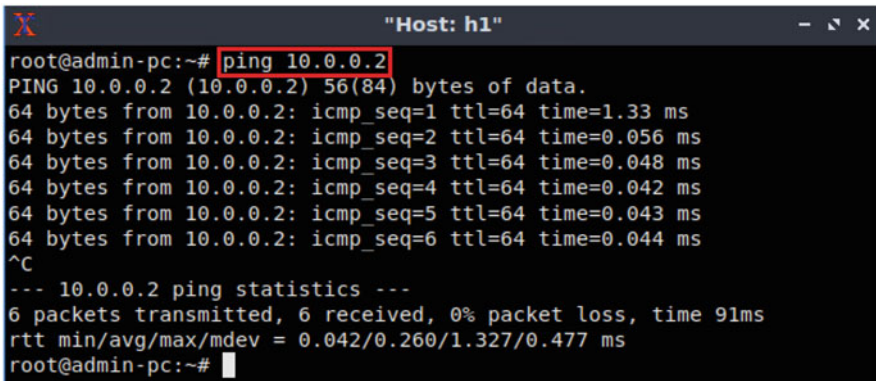 "Host: h1"
root@admin-pc:~# ping 10.0.0.2
PING 10.0.0.2 (10.0.0.2) 56(84) bytes of data.
64 bytes from 10.0.0.2: icmp_seq=1 ttl=64 time=1.33 ms
64 bytes from 10.0.0.2: icmp_seq=2 ttl=64 time=0.056 ms
64 bytes from 10.0.0.2: icmp_seq=3 ttl=64 time=0.048 ms
64 bytes from 10.0.0.2: icmp_seq=4 ttl=64 time=0.042 ms
64 bytes from 10.0.0.2: icmp_seq=5 ttl=64 time=0.043 ms
64 bytes from 10.0.0.2: icmp_seq=6 ttl=64 time=0.044 ms
^C
--- 10.0.0.2 ping statistics ---
6 packets transmitted, 6 received, 0% packet loss, time 91ms
rtt min/avg/max/mdev = 0.042/0.260/1.327/0.477 ms
root@admin-pc:~#